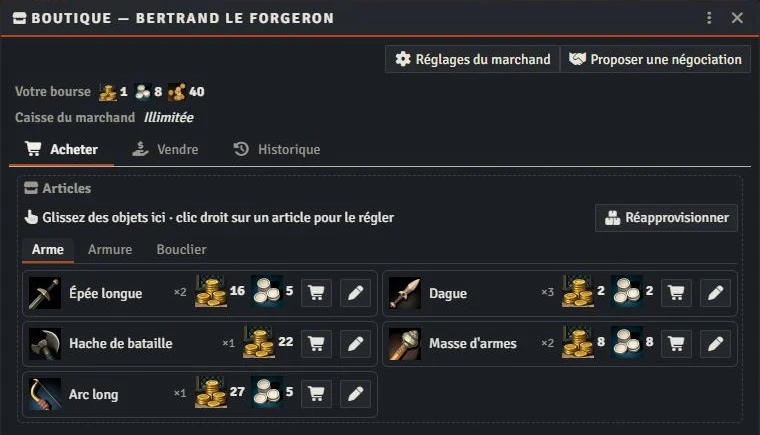 BOUTIQUE — BERTRAND LE FORGERON
Réglages du marchand
Proposer une négociation
Votre bourse 1 8 40
Caisse du marchand Illimitée
Acheter Vendre Historique
Articles
Glissez des objets ici · clic droit sur un article pour le régler
Réapprovisionner
Arme Armure Bouclier
Épée longue ×2 16 5
Dague ×3 2 2
Hache de bataille ×1 22
Masse d'armes ×2 8 8
Arc long ×1 27 5